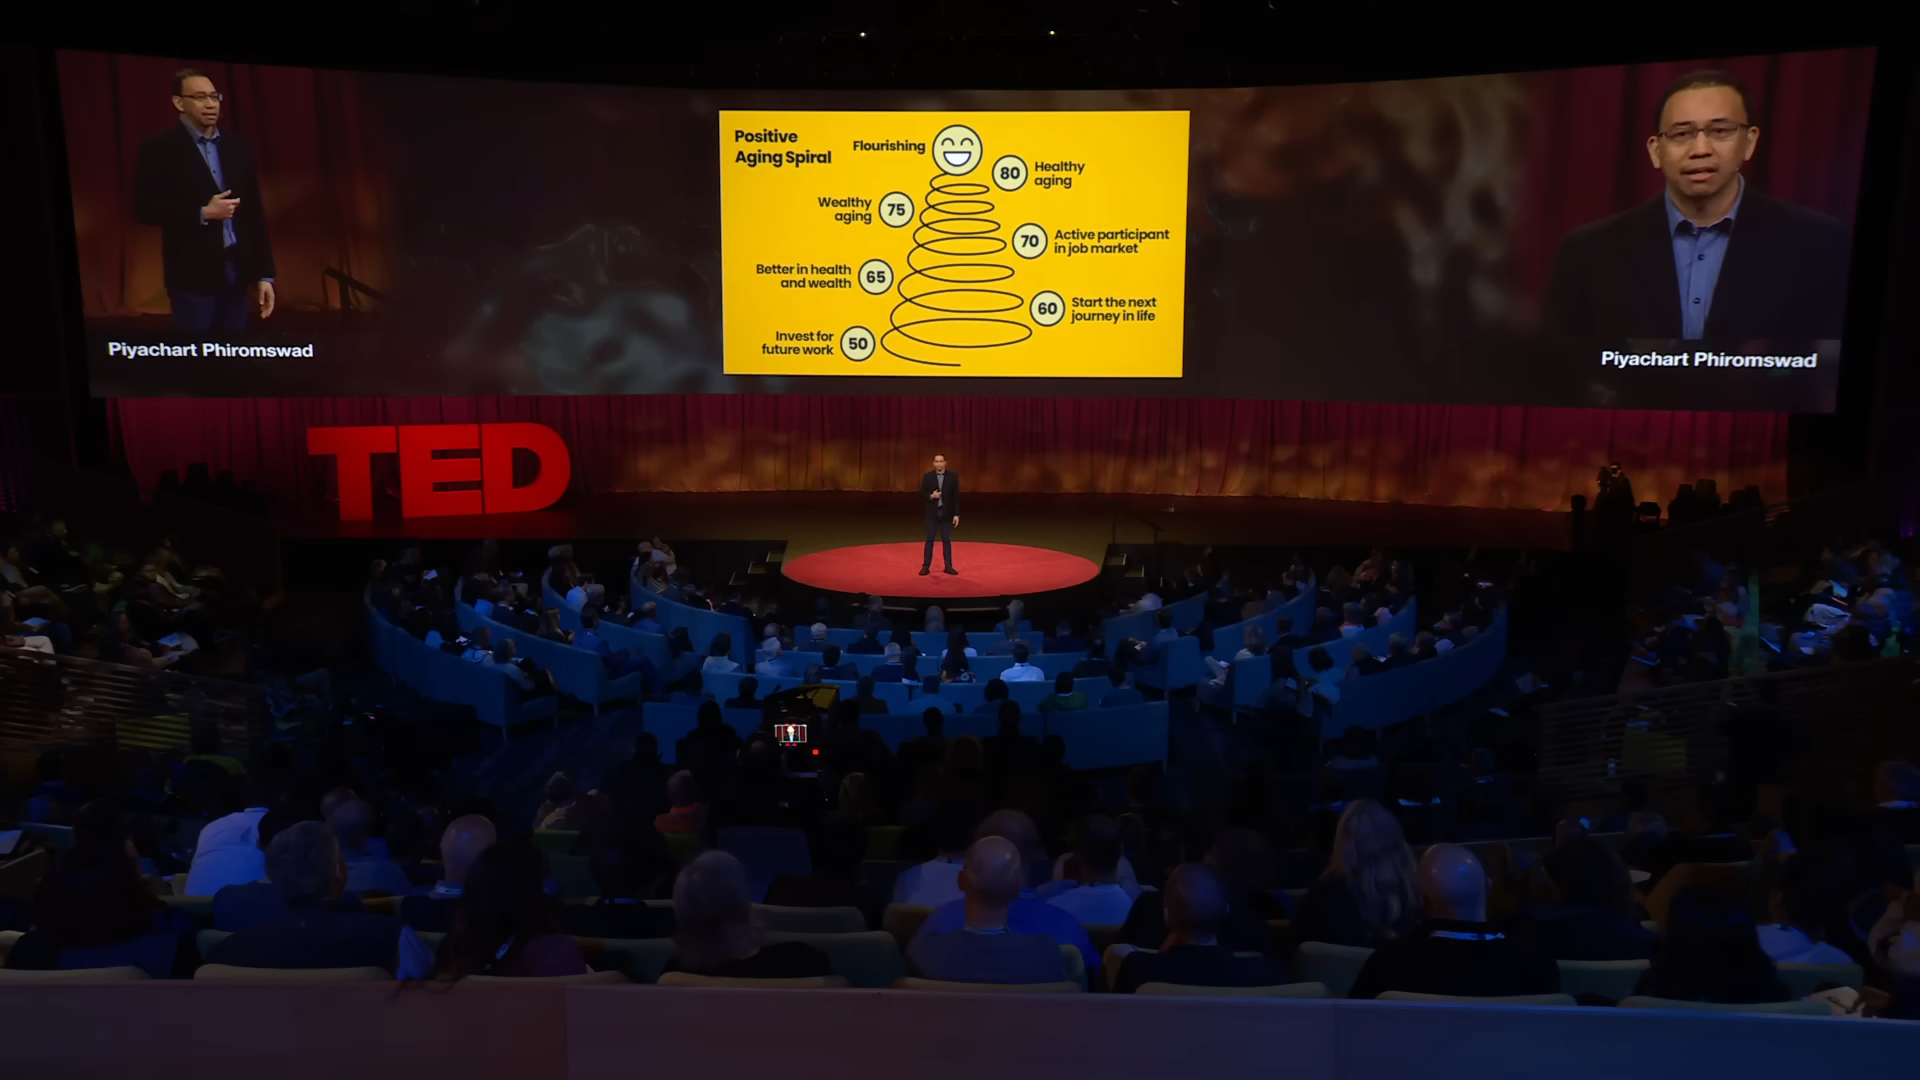 Positive
Aging Spiral
Flourishing
80
Healthy
aging
Wealthy
aging
75
70
Active participant
in job market
Better in health
and wealth
65
60
Start the next
journey in life
Invest for
future work
50
Piyachart Phiromswad
Piyachart Phiromswad
TED